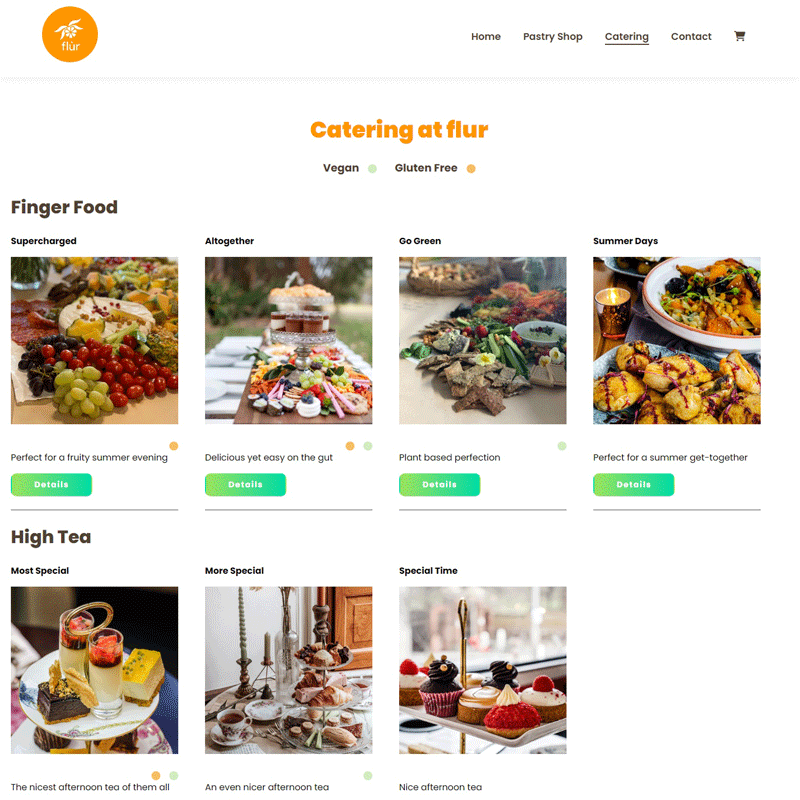 flūr
Home Pastry Shop Catering Contact
Catering at flur
Vegan Gluten Free
Finger Food
Supercharged Altogether Go Green Summer Days
Perfect for a fruity summer evening Delicious yet easy on the gut Plant based perfection Perfect for a summer get-together
Details Details Details Details
High Tea
Most Special More Special Special Time
The nicest afternoon tea of them all An even nicer afternoon tea Nice afternoon tea